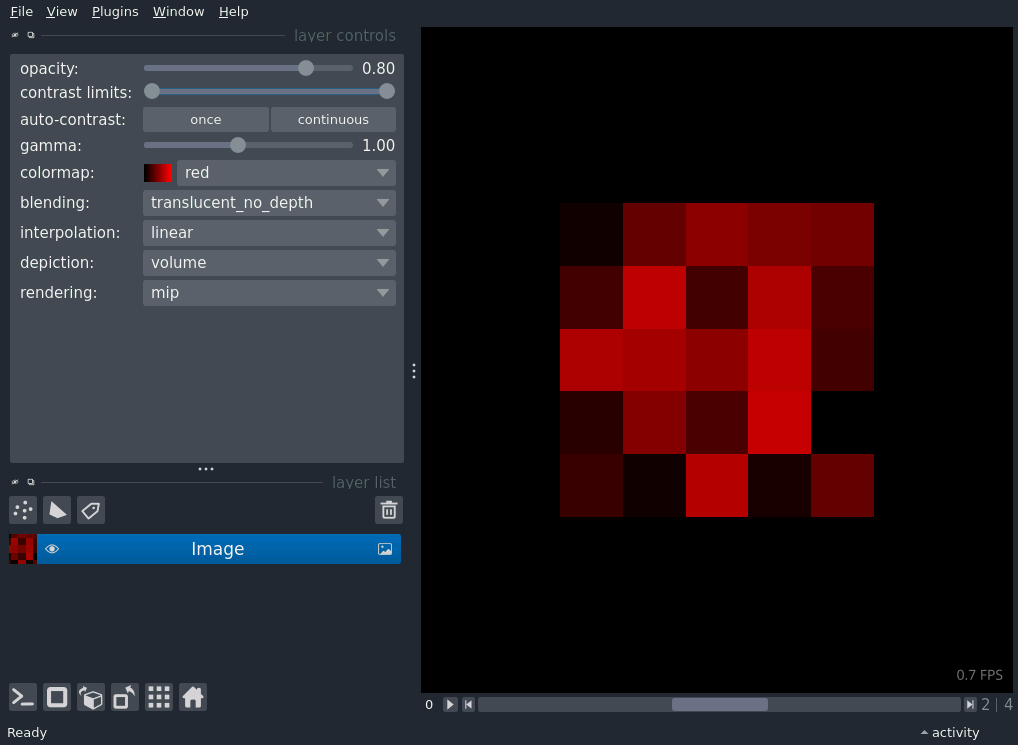 File View Plugins Window Help
layer controls
opacity: 0.80
contrast limits:
auto-contrast: once continuous
gamma: 1.00
colormap: red
blending: translucent_no_depth
interpolation: linear
depiction: volume
rendering: mip
layer list
Image
0.7 FPS
0 2 | 4
Ready activity